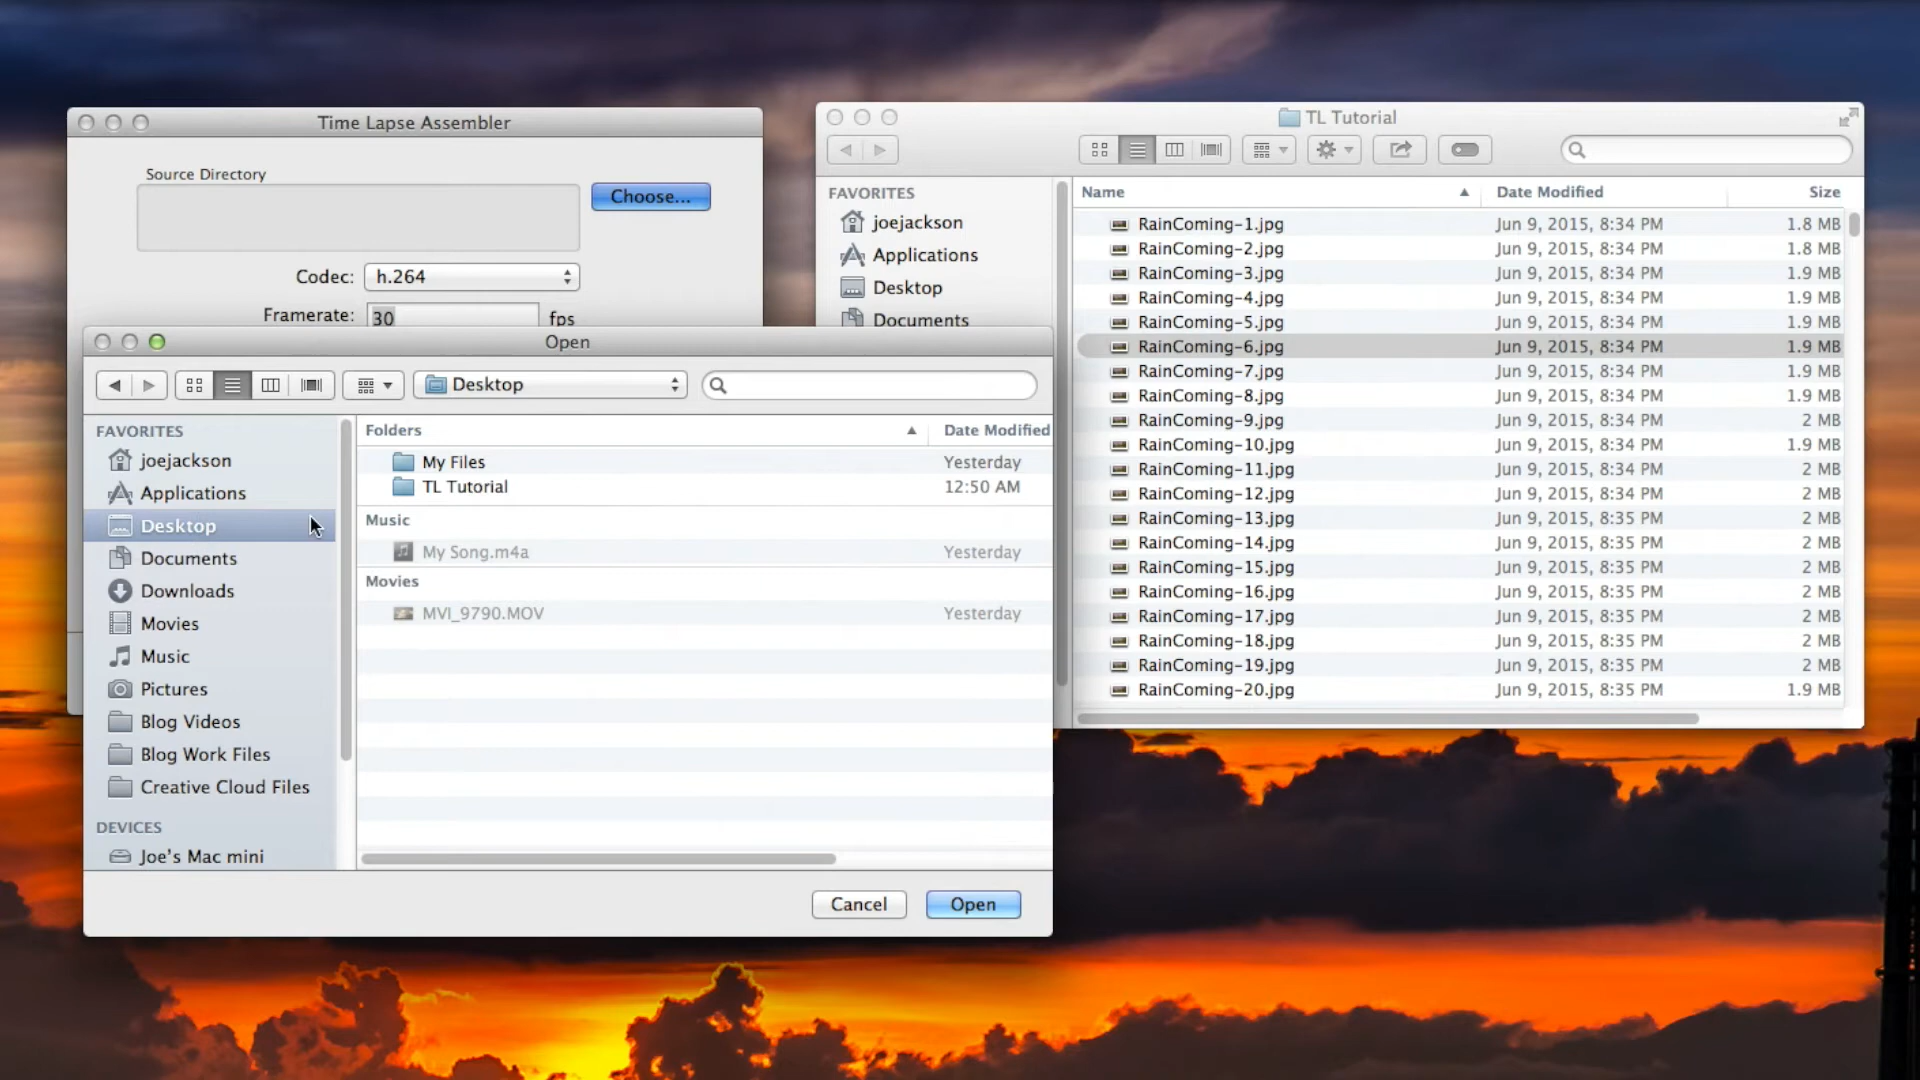 Time Lapse Assembler
Source Directory
Choose...
Codec: h.264
Framerate: 30 fps
TL Tutorial
FAVORITES
joejackson
Applications
Desktop
Documents
Name Date Modified Size
RainComing-1.jpg Jun 9, 2015, 8:34 PM 1.8 MB
RainComing-2.jpg Jun 9, 2015, 8:34 PM 1.8 MB
RainComing-3.jpg Jun 9, 2015, 8:34 PM 1.9 MB
RainComing-4.jpg Jun 9, 2015, 8:34 PM 1.9 MB
RainComing-5.jpg Jun 9, 2015, 8:34 PM 1.9 MB
RainComing-6.jpg Jun 9, 2015, 8:34 PM 1.9 MB
RainComing-7.jpg Jun 9, 2015, 8:34 PM 1.9 MB
RainComing-8.jpg Jun 9, 2015, 8:34 PM 1.9 MB
RainComing-9.jpg Jun 9, 2015, 8:34 PM 2 MB
RainComing-10.jpg Jun 9, 2015, 8:34 PM 1.9 MB
RainComing-11.jpg Jun 9, 2015, 8:34 PM 2 MB
RainComing-12.jpg Jun 9, 2015, 8:34 PM 2 MB
RainComing-13.jpg Jun 9, 2015, 8:35 PM 2 MB
RainComing-14.jpg Jun 9, 2015, 8:35 PM 2 MB
RainComing-15.jpg Jun 9, 2015, 8:35 PM 2 MB
RainComing-16.jpg Jun 9, 2015, 8:35 PM 2 MB
RainComing-17.jpg Jun 9, 2015, 8:35 PM 2 MB
RainComing-18.jpg Jun 9, 2015, 8:35 PM 2 MB
RainComing-19.jpg Jun 9, 2015, 8:35 PM 2 MB
RainComing-20.jpg Jun 9, 2015, 8:35 PM 1.9 MB
Open
Desktop
FAVORITES
joejackson
Applications
Desktop
Documents
Downloads
Movies
Music
Pictures
Blog Videos
Blog Work Files
Creative Cloud Files
DEVICES
Joe's Mac mini
Folders Date Modified
My Files Yesterday
TL Tutorial 12:50 AM
Music
My Song.m4a Yesterday
Movies
MVI_9790.MOV Yesterday
Cancel Open